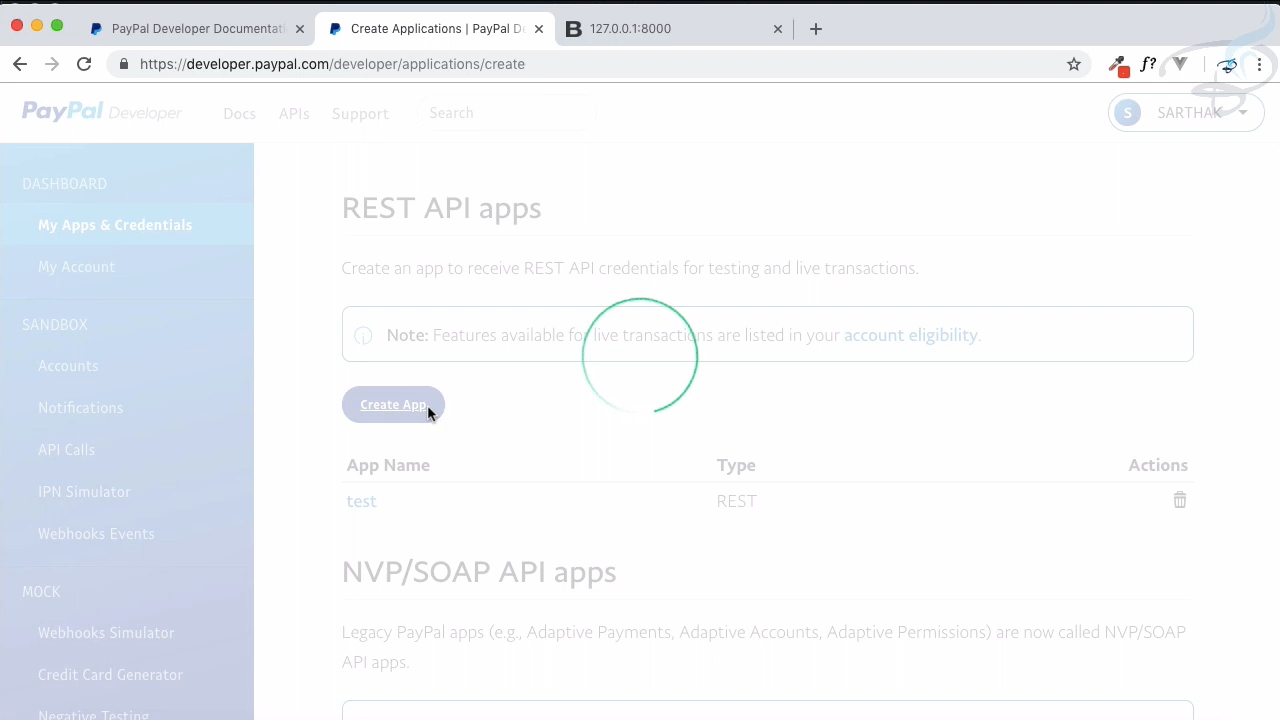 PayPal Developer Documentati
Create Applications | PayPal De
B 127.0.0.1:8000
https://developer.paypal.com/developer/applications/create
f?
PayPal Developer
Docs
APIs
Support
Search
S SARTHAK
DASHBOARD
My Apps & Credentials
My Account
SANDBOX
Accounts
Notifications
API Calls
IPN Simulator
Webhooks Events
MOCK
Webhooks Simulator
Credit Card Generator
Negative Testing
REST API apps
Create an app to receive REST API credentials for testing and live transactions.
Note: Features available for live transactions are listed in your account eligibility.
Create App
App Name Type Actions
test REST
NVP/SOAP API apps
Legacy PayPal apps (e.g., Adaptive Payments, Adaptive Accounts, Adaptive Permissions) are now called NVP/SOAP
API apps.